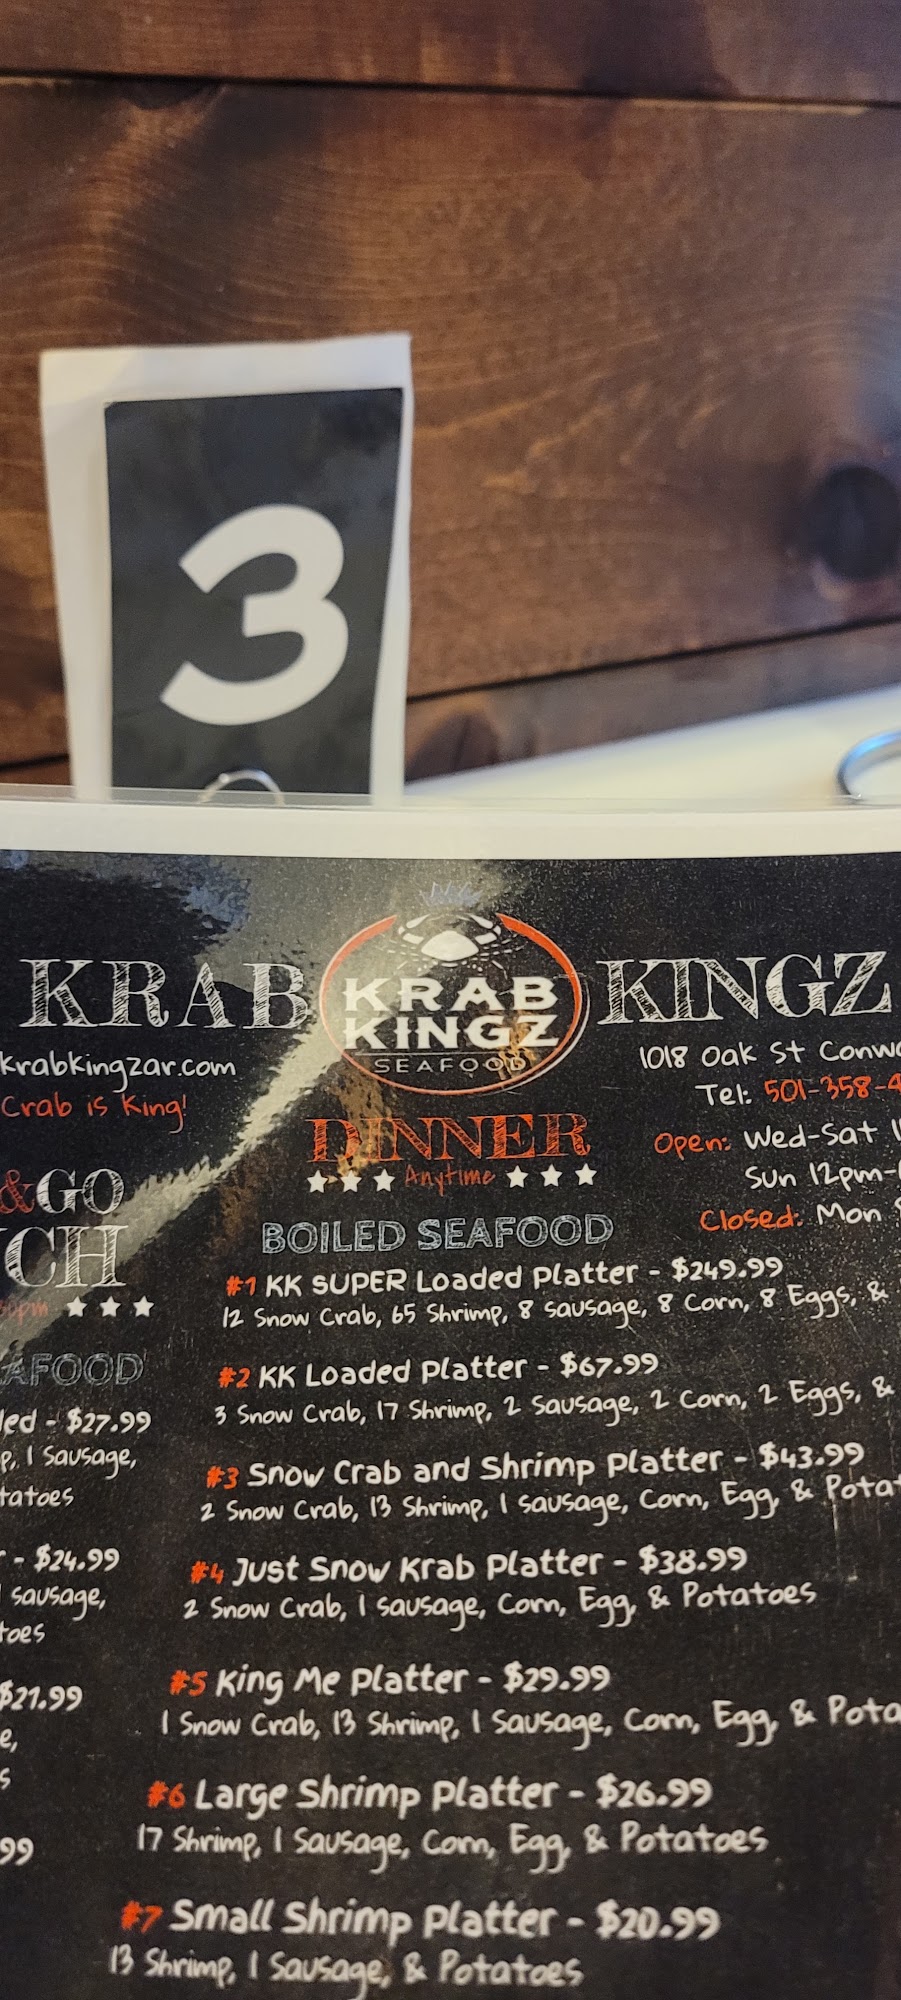 3
KRAB KRAB KINGZ SEAFOOD KINGZ
krabkingzar.com
Crab is King!
1018 Oak St
Tel: 501-358-4
Open: Wed-Sat
Sun 12pm-
Closed: Mon
DINNER
Anytime
&GO
BOILED SEAFOOD
#1 KK SUPER Loaded Platter - $249.99
12 Snow Crab, 65 Shrimp, 8 sausage, 8 Corn, 8 Eggs, &
#2 KK Loaded Platter - $67.99
3 Snow Crab, 17 Shrimp, 2 Sausage, 2 Corn, 2 Eggs, &
#3 Snow Crab and Shrimp Platter - $43.99
2 Snow Crab, 13 Shrimp, 1 sausage, Corn, Egg, &
#4 Just Snow Krab Platter - $38.99
2 Snow Crab, 1 sausage, Corn, Egg, & Potatoes
#5 King Me Platter - $29.99
1 Snow Crab, 13 Shrimp, 1 Sausage, Corn, Egg, &
#6 Large Shrimp Platter - $26.99
17 Shrimp, 1 Sausage, Corn, Egg, & Potatoes
#7 Small Shrimp Platter - $20.99
13 Shrimp, 1 Sausage, & Potatoes
- $27.99
1 Sausage,
- $24.99
sausage,
$21.99